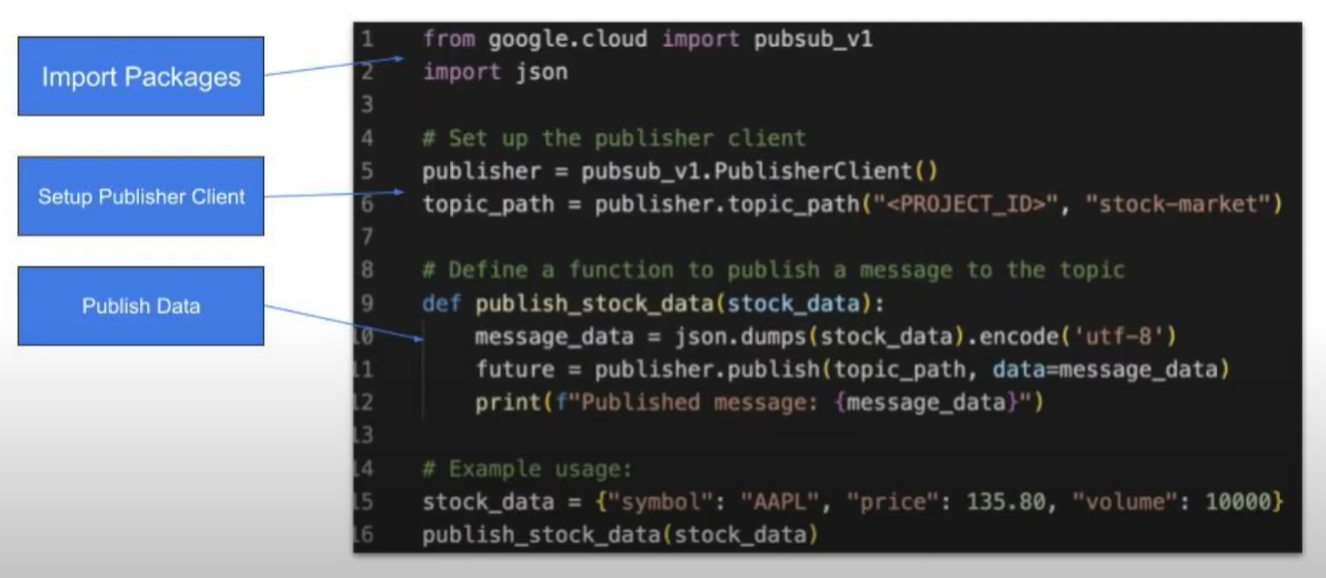 Import Packages
Setup Publisher Client
Publish Data
1 from google.cloud import pubsub_v1
2 import json
3
4 # Set up the publisher client
5 publisher = pubsub_v1.PublisherClient()
6 topic_path = publisher.topic_path("<PROJECT_ID>", "stock-market")
7
8 # Define a function to publish a message to the topic
9 def publish_stock_data(stock_data):
10     message_data = json.dumps(stock_data).encode('utf-8')
11     future = publisher.publish(topic_path, data=message_data)
12     print(f"Published message: {message_data}")
13
14 # Example usage:
15 stock_data = {"symbol": "AAPL", "price": 135.80, "volume": 10000}
16 publish_stock_data(stock_data)